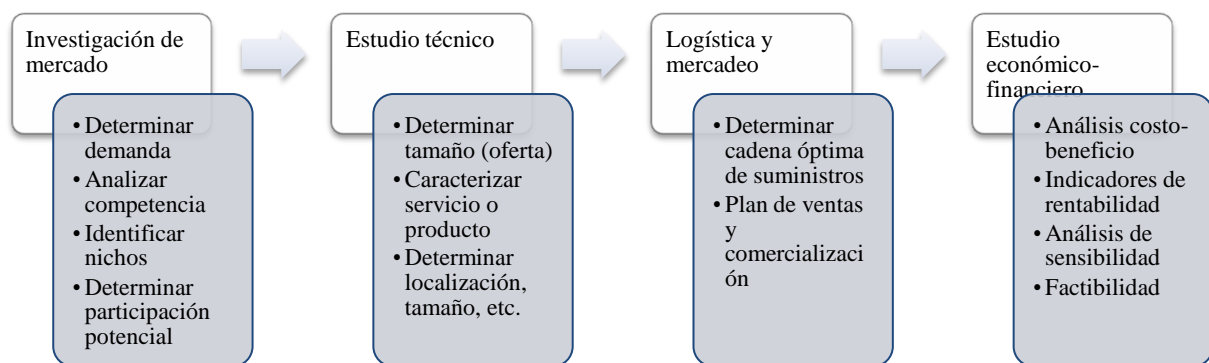 Investigación de
mercado
• Determinar
demanda
• Analizar
competencia
• Identificar
nichos
• Determinar
participación
potencial
Estudio técnico
• Determinar
tamaño (oferta)
• Caracterizar
servicio o
producto
• Determinar
localización,
tamaño, etc.
Logística y
mercadeo
• Determinar
cadena óptima
de suministros
• Plan de ventas
y
comercializaci
ón
Estudio
económico-
financiero
• Análisis costo-
beneficio
• Indicadores de
rentabilidad
• Análisis de
sensibilidad
• Factibilidad